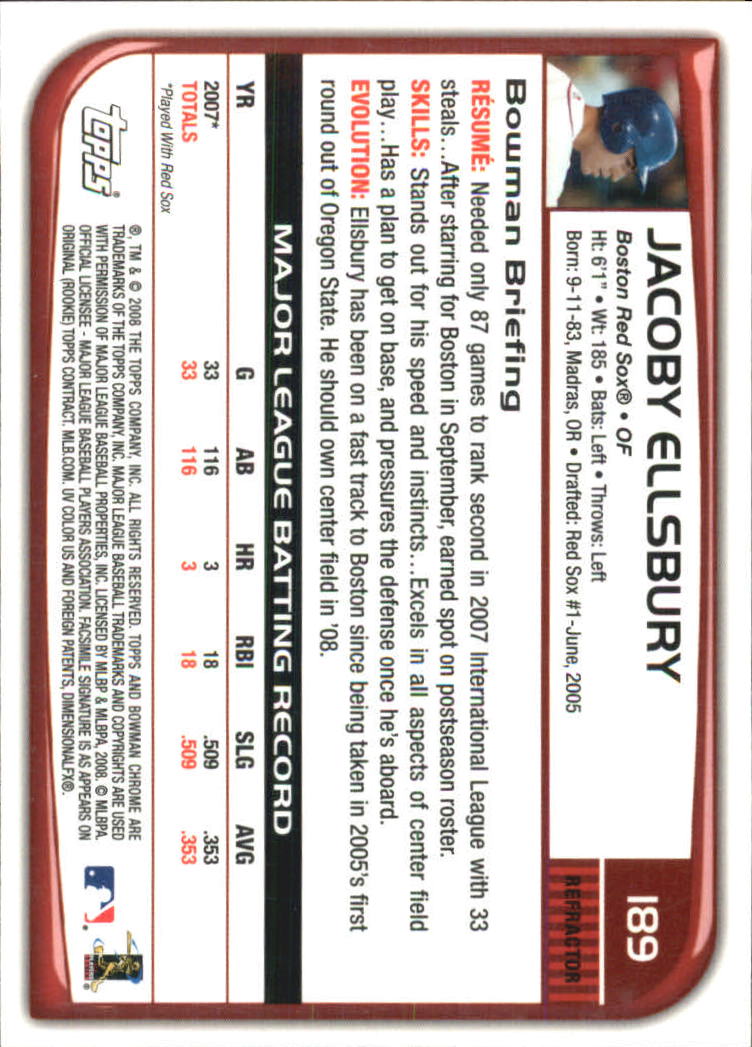 189
REFRACTOR
JACOBY ELLSBURY
Boston Red Sox® • OF
Ht: 6'1" • Wt: 185 • Bats: Left • Throws: Left
Born: 9-11-83, Madras, OR • Drafted: Red Sox #1-June, 2005
Bowman Briefing
RÉSUMÉ: Needed only 87 games to rank second in 2007 International League with 33
steals...After starring for Boston in September, earned spot on postseason roster.
SKILLS: Stands out for his speed and instincts...Excels in all aspects of center field
play...Has a plan to get on base, and pressures the defense once he's aboard.
EVOLUTION: Ellsbury has been on a fast track to Boston since being taken in 2005's first
round out of Oregon State. He should own center field in '08.
MAJOR LEAGUE BATTING RECORD
YR G AB HR RBI SLG AVG
2007* 33 116 3 18 .509 .353
TOTALS 33 116 3 18 .509 .353
*Played With Red Sox
topps®
®, TM & © 2008 THE TOPPS COMPANY, INC. ALL RIGHTS RESERVED. TOPPS AND BOWMAN CHROME ARE
TRADEMARKS OF THE TOPPS COMPANY, INC. MAJOR LEAGUE BASEBALL TRADEMARKS AND COPYRIGHTS ARE USED
WITH PERMISSION OF MAJOR LEAGUE BASEBALL PROPERTIES, INC. LICENSED BY MLBP & MLBPA, 2008. © MLBPA.
OFFICIAL LICENSEE - MAJOR LEAGUE BASEBALL PLAYERS ASSOCIATION. FACSIMILE SIGNATURE IS AS APPEARS ON
ORIGINAL (ROOKIE) TOPPS CONTRACT. MLB.COM. UV COLOR US AND FOREIGN PATENTS, DIMENSIONALFX®.